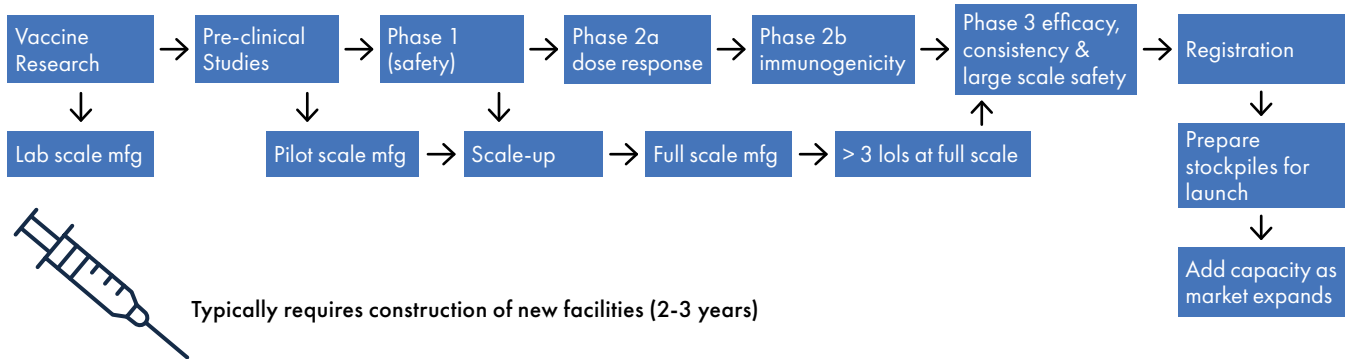 Vaccine
Research
Pre-clinical
Studies
Phase 1
(safety)
Phase 2a
dose response
Phase 2b
immunogenicity
Phase 3 efficacy,
consistency &
large scale safety
Registration
Lab scale mfg
Pilot scale mfg
Scale-up
Full scale mfg
> 3 lols at full scale
Prepare
stockpiles for
launch
Add capacity as
market expands
Typically requires construction of new facilities (2-3 years)